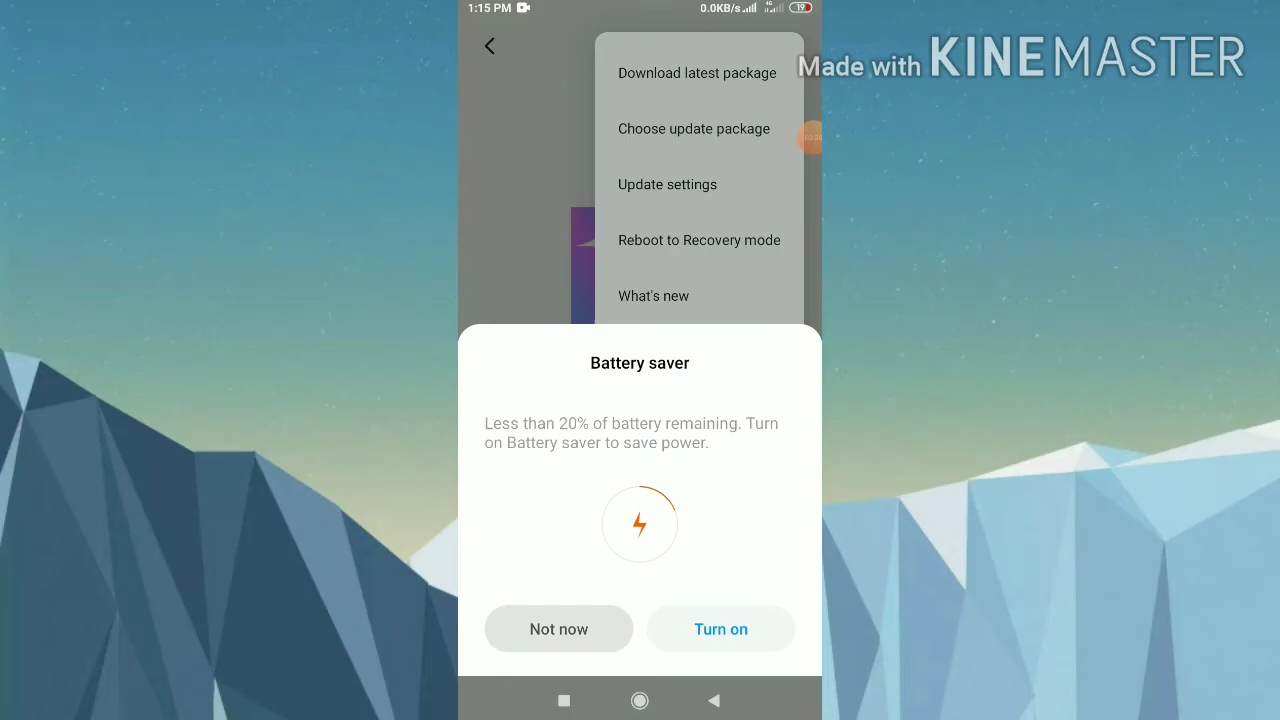 1:15 PM
0.0KB/s
4G
19
Made with KINEMASTER
Download latest package
Choose update package
Update settings
Reboot to Recovery mode
What's new
Battery saver
Less than 20% of battery remaining. Turn
on Battery saver to save power.
Not now
Turn on